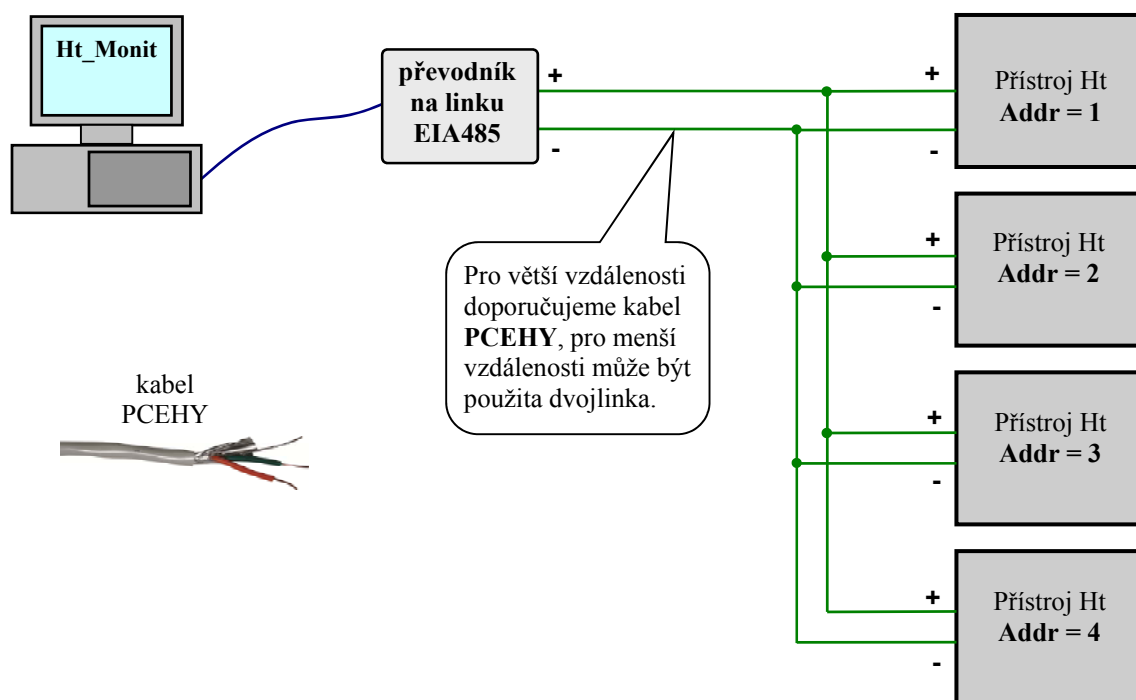 Ht_Monit
převodník
na linku
EIA485
+
-
+
Přístroj Ht
Addr = 1
-
+
Přístroj Ht
Addr = 2
-
Pro větší vzdálenosti
doporučujeme kabel
PCEHY, pro menší
vzdálenosti může být
použita dvojlinka.
kabel
PCEHY
+
Přístroj Ht
Addr = 3
-
+
Přístroj Ht
Addr = 4
-